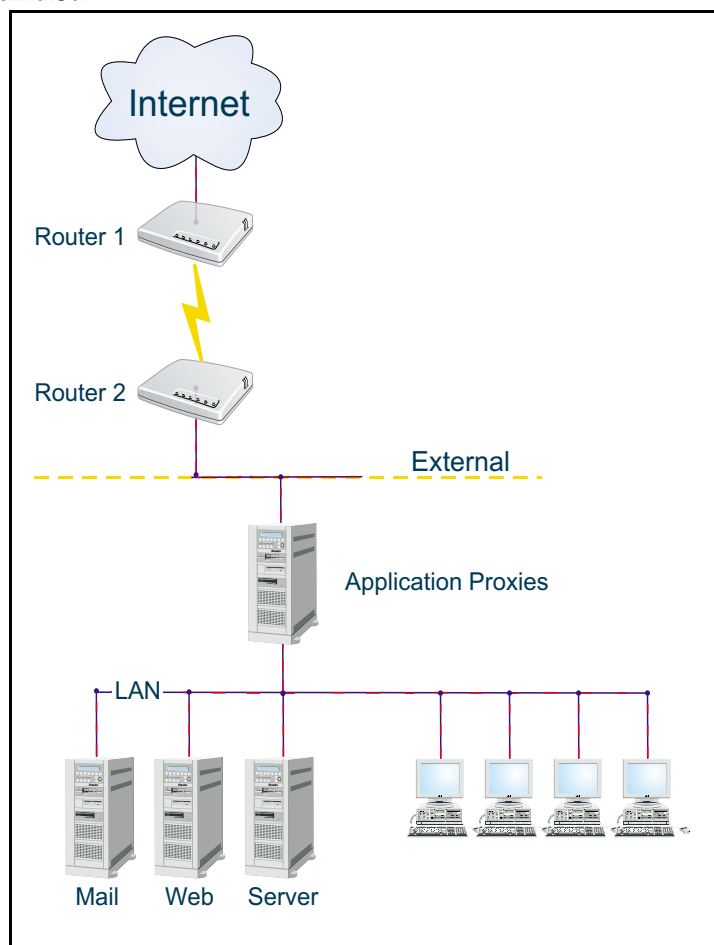 Internet
Router 1
Router 2
External
Application Proxies
LAN
Mail
Web
Server